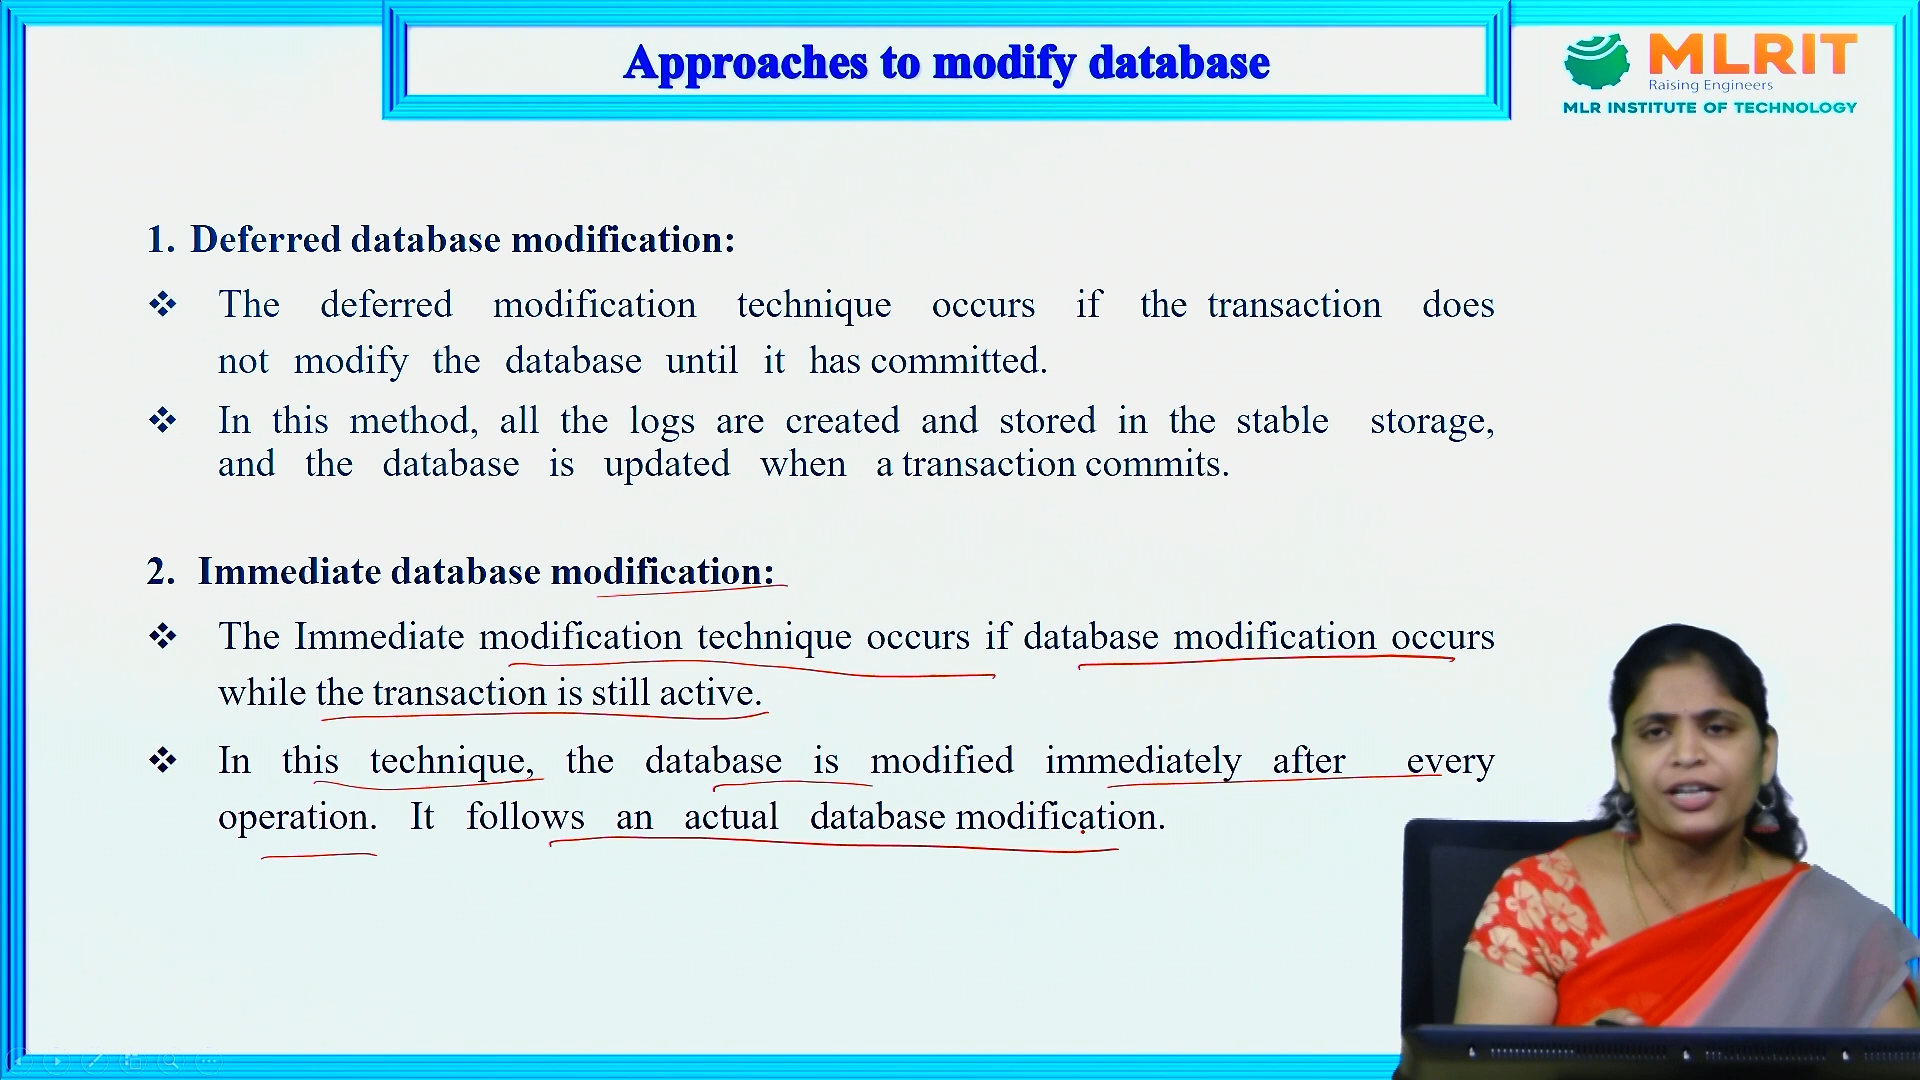 Approaches to modify database
MLRIT
Raising Engineers
MLR INSTITUTE OF TECHNOLOGY
1. Deferred database modification:
❖ The deferred modification technique occurs if the transaction does
not modify the database until it has committed.
❖ In this method, all the logs are created and stored in the stable storage,
and the database is updated when a transaction commits.
2. Immediate database modification:
❖ The Immediate modification technique occurs if database modification occurs
while the transaction is still active.
❖ In this technique, the database is modified immediately after every
operation. It follows an actual database modification.